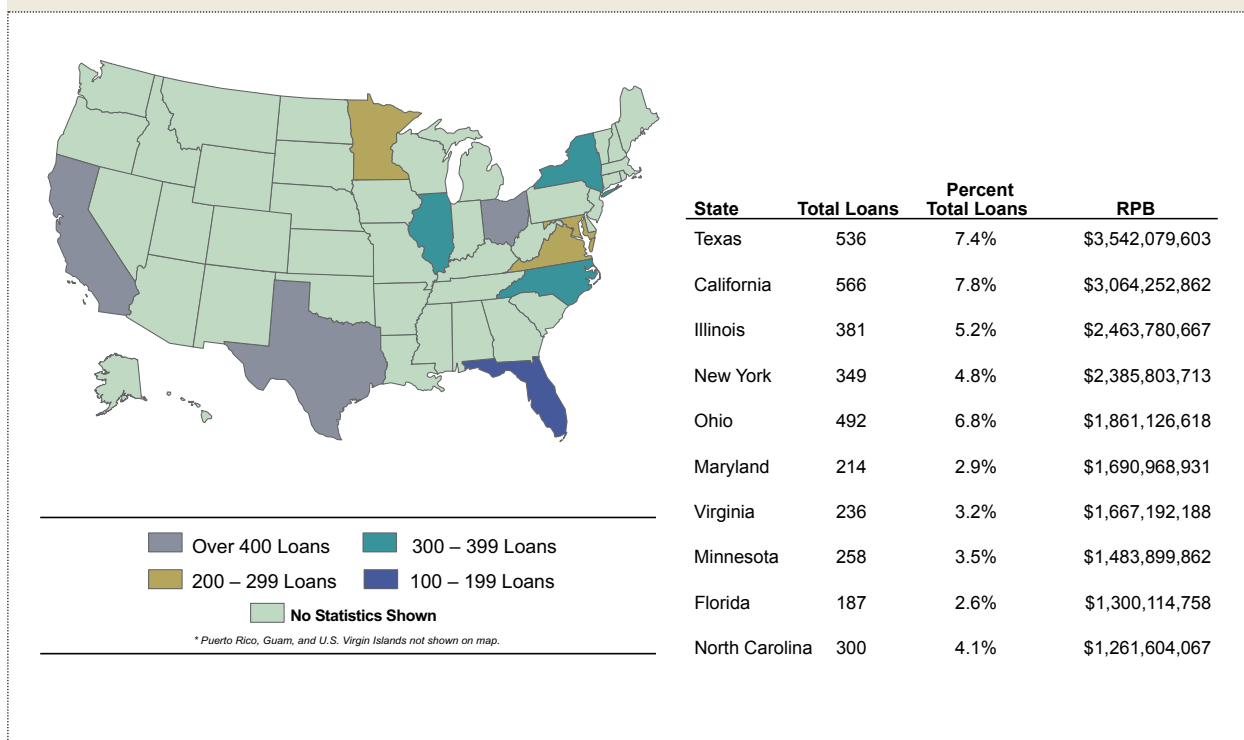 Over 400 Loans
300 – 399 Loans
200 – 299 Loans
100 – 199 Loans
No Statistics Shown
* Puerto Rico, Guam, and U.S. Virgin Islands not shown on map.
State Total Loans Percent Total Loans RPB
Texas 536 7.4% $3,542,079,603
California 566 7.8% $3,064,252,862
Illinois 381 5.2% $2,463,780,667
New York 349 4.8% $2,385,803,713
Ohio 492 6.8% $1,861,126,618
Maryland 214 2.9% $1,690,968,931
Virginia 236 3.2% $1,667,192,188
Minnesota 258 3.5% $1,483,899,862
Florida 187 2.6% $1,300,114,758
North Carolina 300 4.1% $1,261,604,067